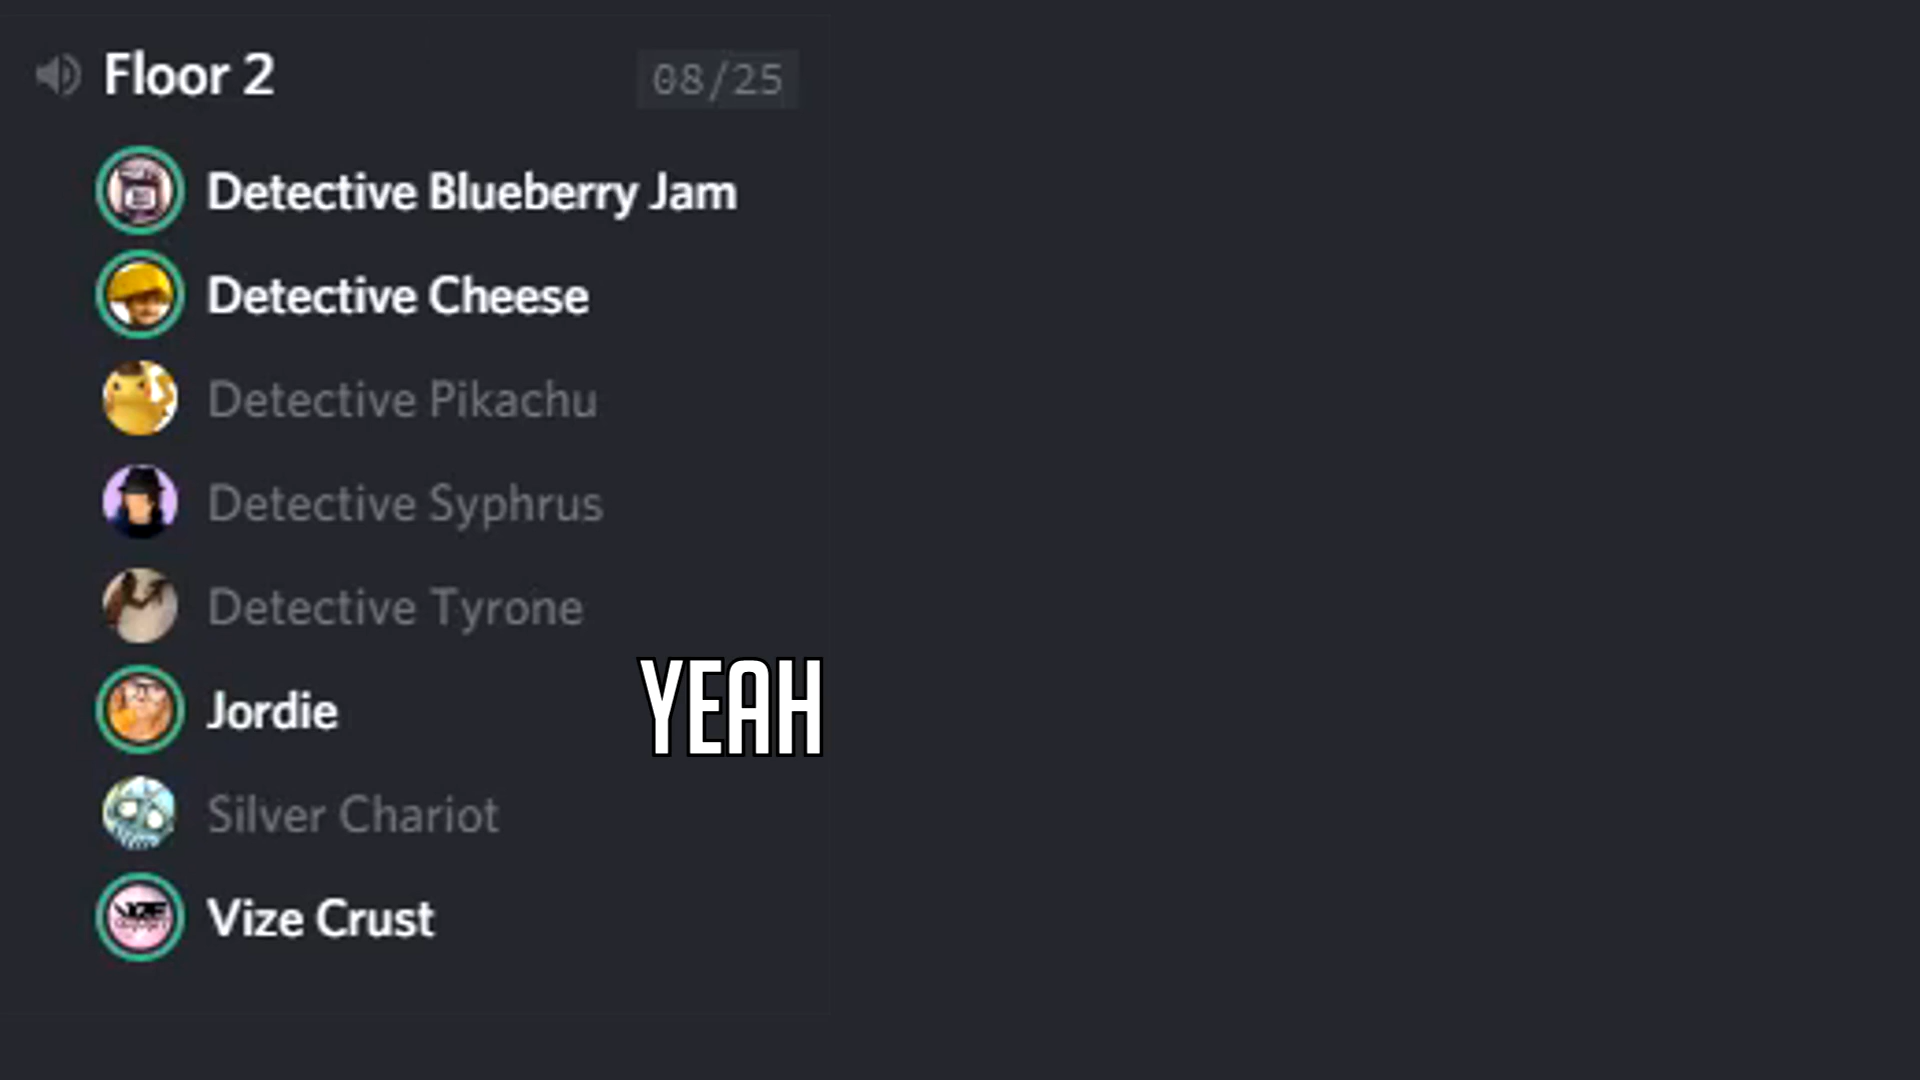 Floor 2 08/25
Detective Blueberry Jam
Detective Cheese
Detective Pikachu
Detective Syphrus
Detective Tyrone
Jordie
YEAH
Silver Chariot
Vize Crust